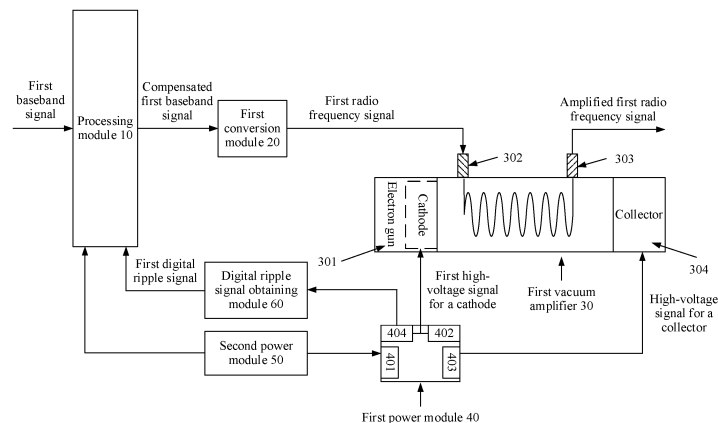 First
baseband
signal
Processing
module 10
Compensated
first baseband
signal
First
conversion
module 20
First radio
frequency signal
Amplified first radio
frequency signal
302
303
Electron gun
Cathode
Collector
301
304
First digital
ripple signal
Digital ripple
signal obtaining
module 60
First high-
voltage signal
for a cathode
First vacuum
amplifier 30
High-voltage
signal for a
collector
Second power
module 50
404
402
401
403
First power module 40